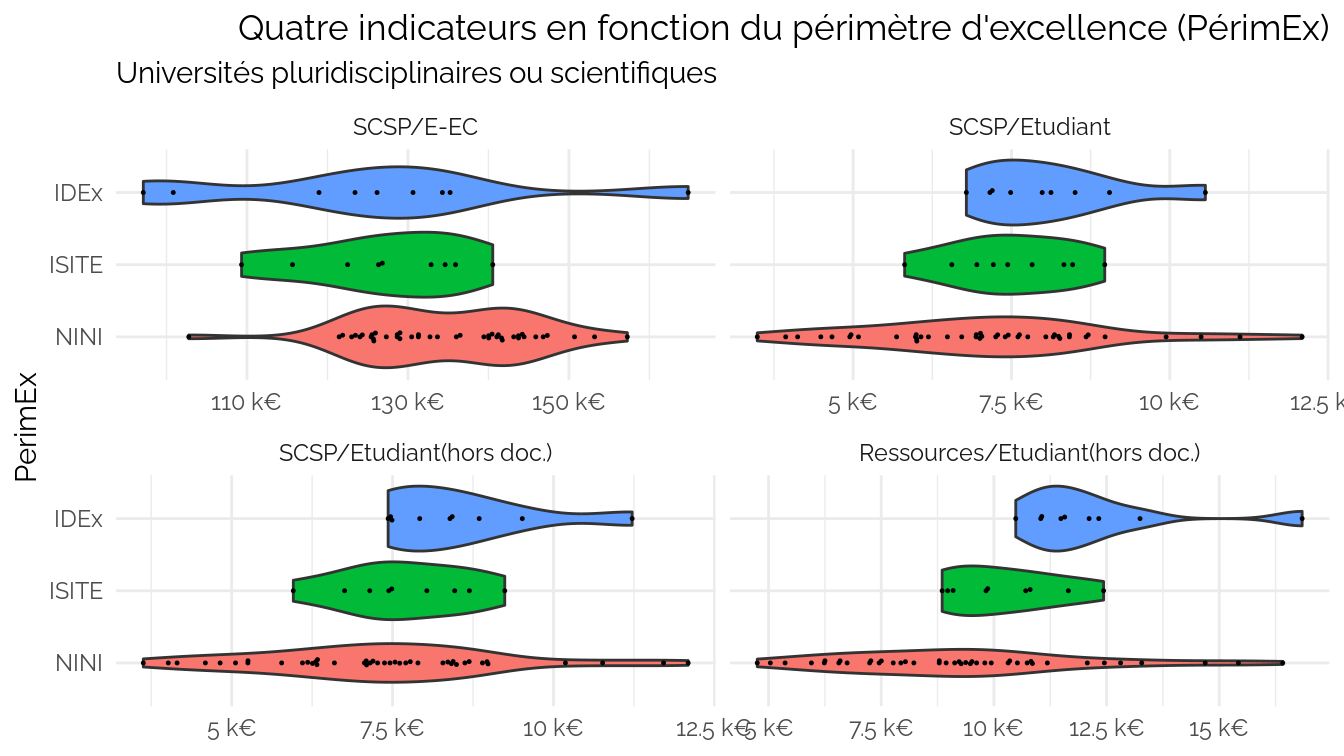 Quatre indicateurs en fonction du périmètre d'excellence (PérimEx)
Universités pluridisciplinaires ou scientifiques
SCSP/E-EC
SCSP/Etudiant
IDEx
ISITE
NINI
110 k€ 130 k€ 150 k€
5 k€ 7.5 k€ 10 k€ 12.5 k
PerimEx
SCSP/Etudiant(hors doc.)
Ressources/Etudiant(hors doc.)
IDEx
ISITE
NINI
5 k€ 7.5 k€ 10 k€ 12.5 k€
5 k€ 7.5 k€ 10 k€ 12.5 k€ 15 k€